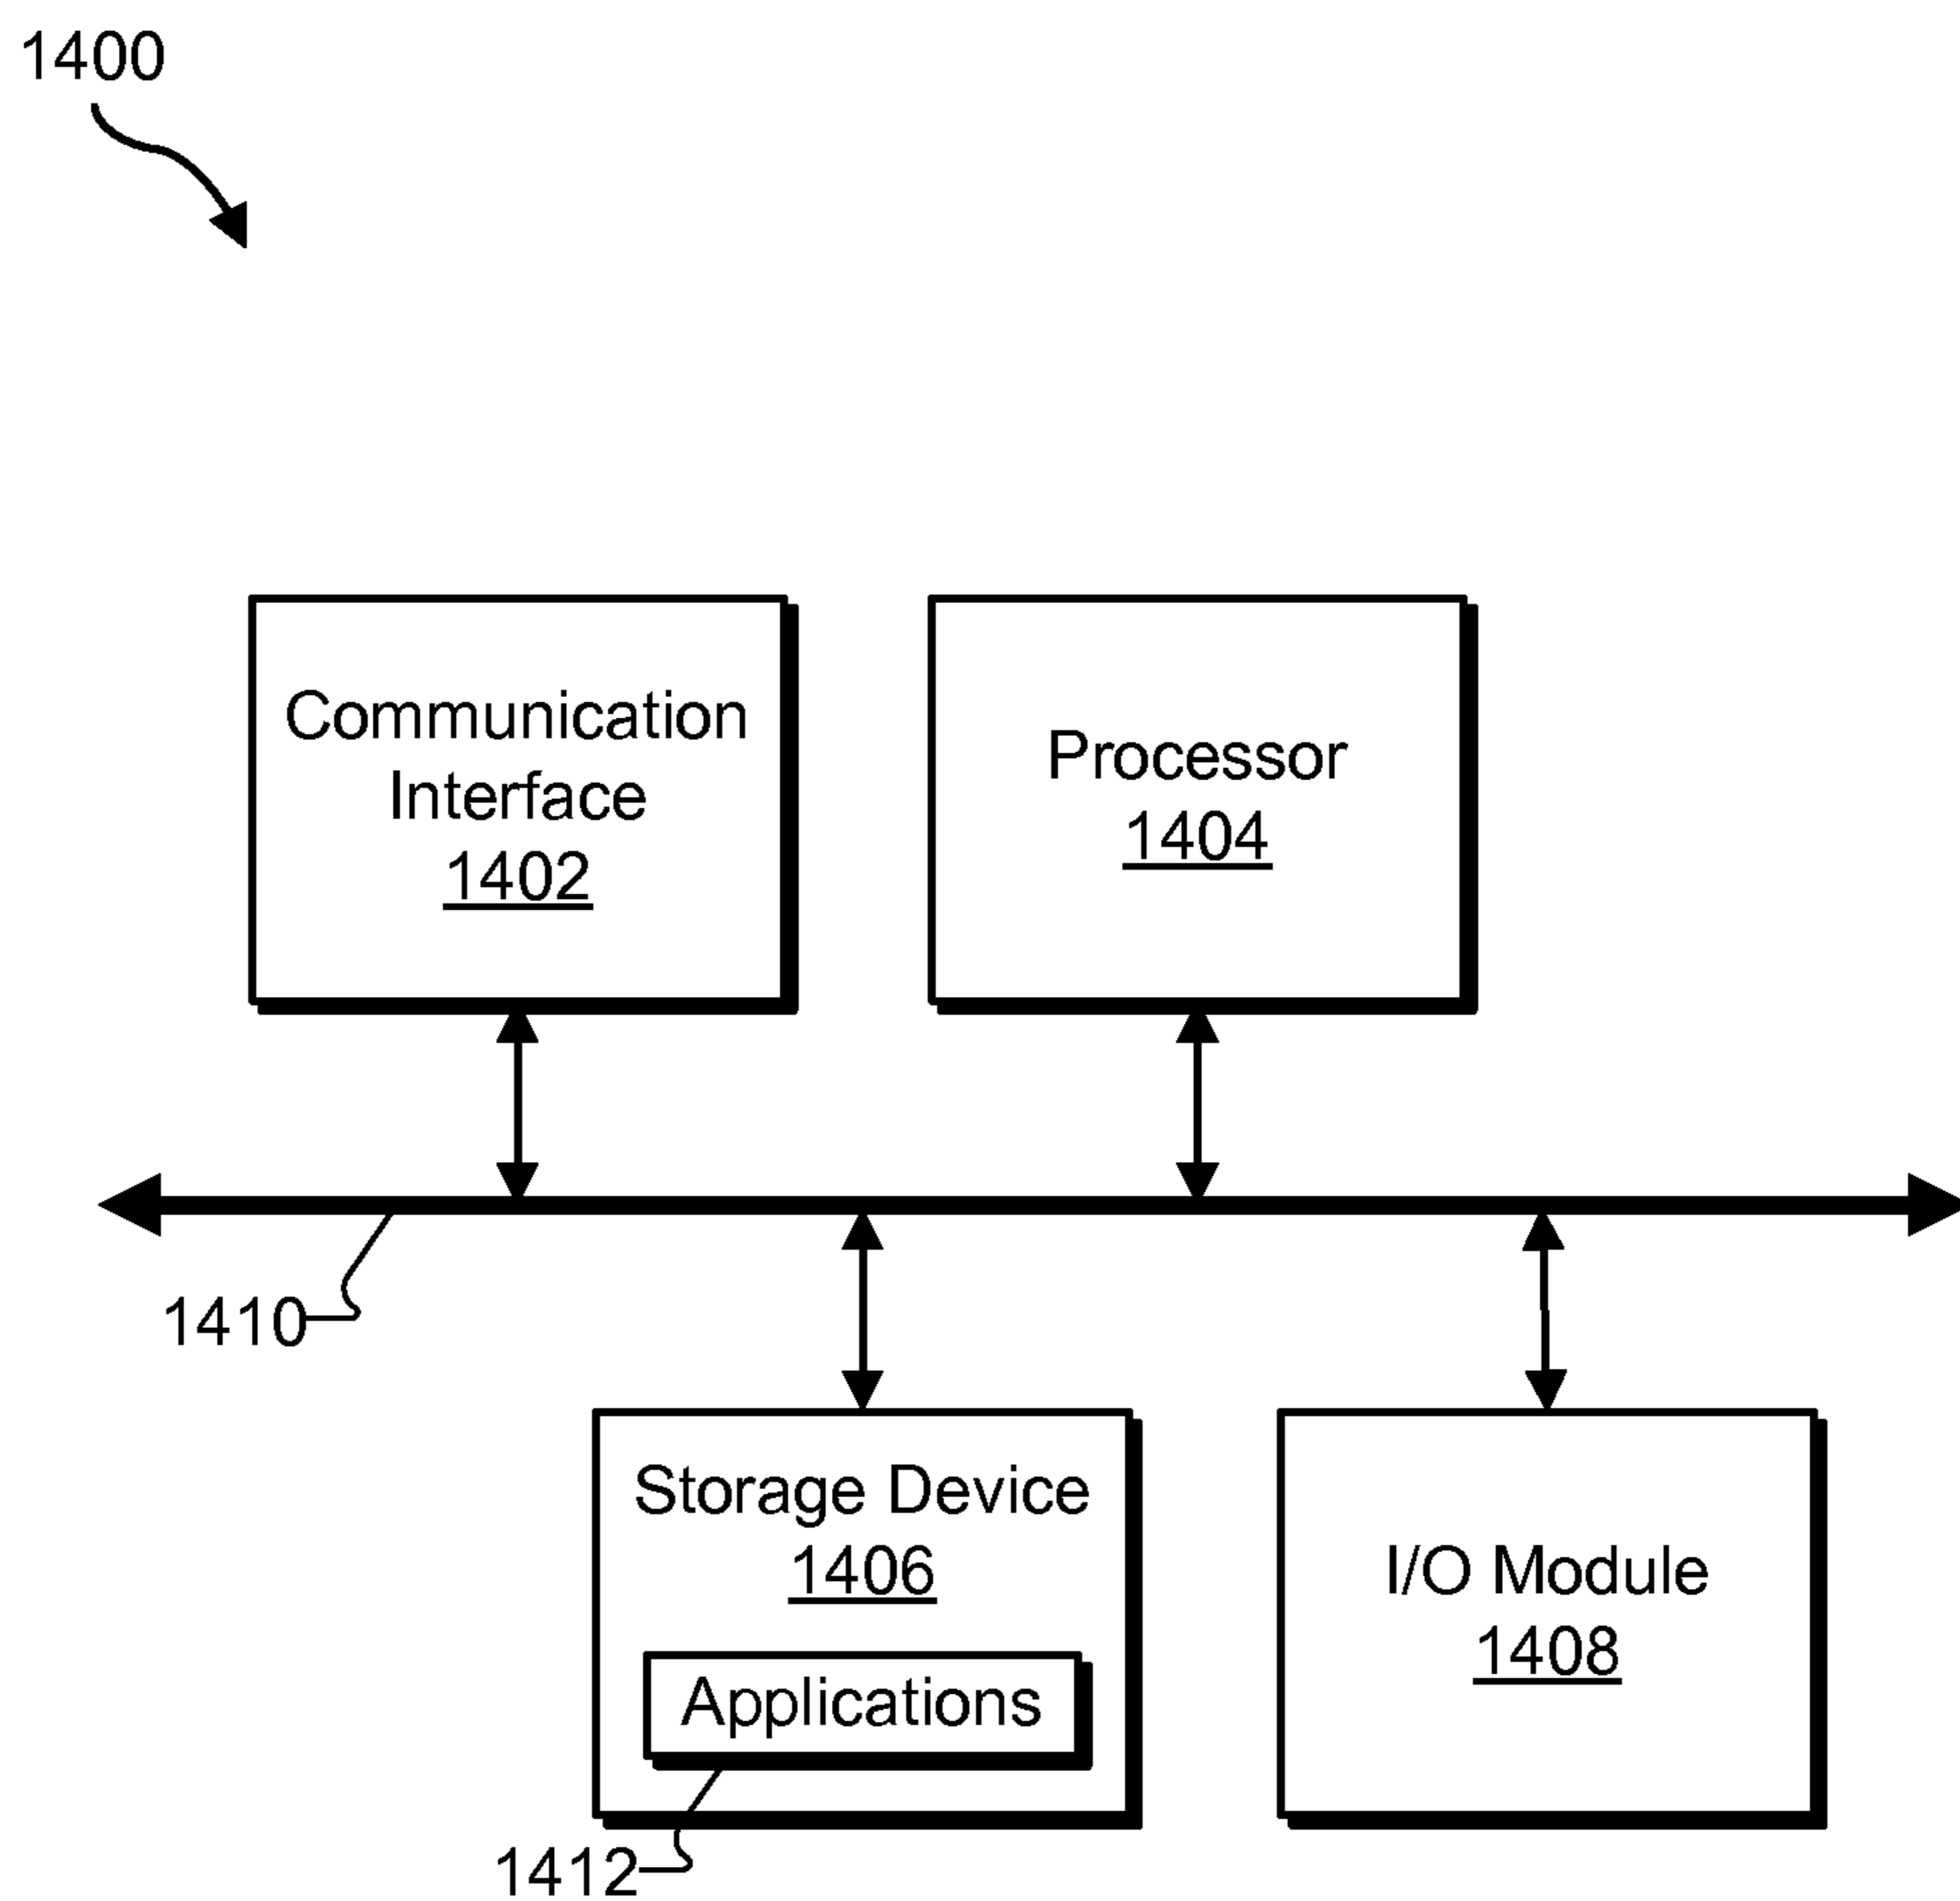 1400
Communication
Interface
1402
Processor
1404
1410
Storage Device
1406
Applications
1412
I/O Module
1408